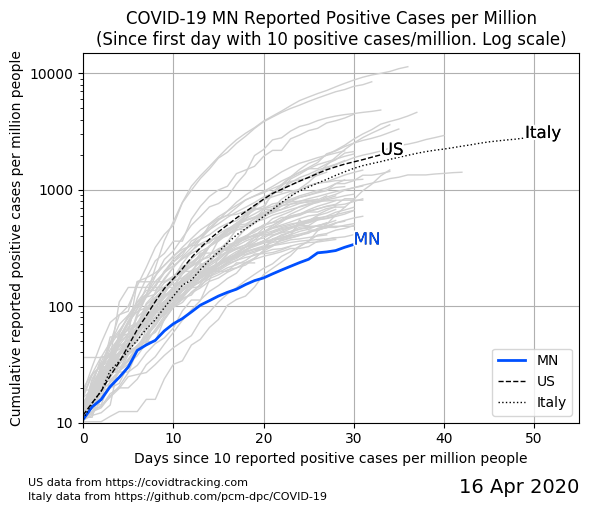 COVID-19 MN Reported Positive Cases per Million
(Since first day with 10 positive cases/million. Log scale)
Cumulative reported positive cases per million people
10000
1000
100
10
US
Italy
MN
MN
US
Italy
0
10
20
30
40
50
Days since 10 reported positive cases per million people
US data from https://covidtracking.com
Italy data from https://github.com/pcm-dpc/COVID-19
16 Apr 2020